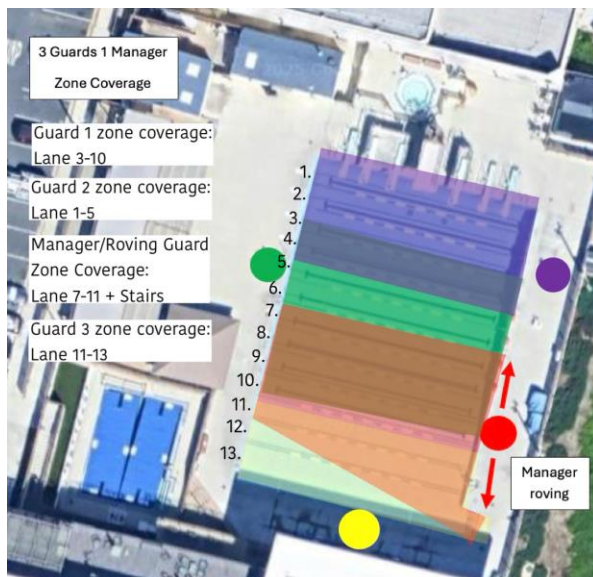 3 Guards 1 Manager
Zone Coverage
Guard 1 zone coverage:
Lane 3-10
Guard 2 zone coverage:
Lane 1-5
Manager/Roving Guard
Zone Coverage:
Lane 7-11 + Stairs
Guard 3 zone coverage:
Lane 11-13
1.
2.
3.
4.
5.
6.
7.
8.
9.
10.
11.
12.
13.
Manager
roving